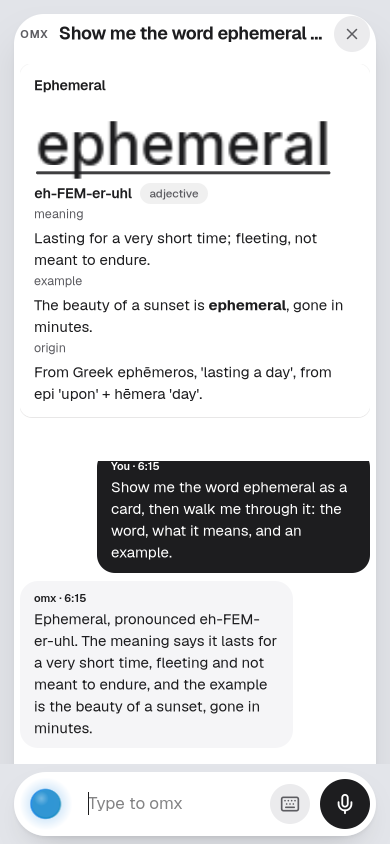 OMX Show me the word ephemeral ...
Ephemeral
ephemeral
eh-FEM-er-uhl adjective
meaning
Lasting for a very short time; fleeting, not
meant to endure.
example
The beauty of a sunset is ephemeral, gone in
minutes.
origin
From Greek ephēmeros, 'lasting a day', from
epi 'upon' + hēmera 'day'.
You · 6:15
Show me the word ephemeral as a
card, then walk me through it: the
word, what it means, and an
example.
omx · 6:15
Ephemeral, pronounced eh-FEM-
er-uhl. The meaning says it lasts for
a very short time, fleeting and not
meant to endure, and the example
is the beauty of a sunset, gone in
minutes.
Type to omx